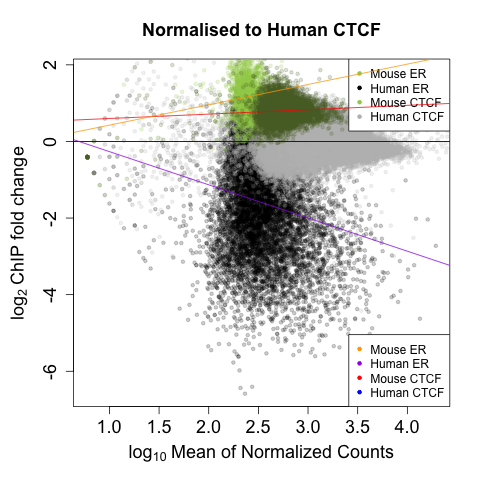 Normalised to Human CTCF
log2 ChIP fold change
2
0
-2
-4
-6
Mouse ER
Human ER
Mouse CTCF
Human CTCF
Mouse ER
Human ER
Mouse CTCF
Human CTCF
1.0 1.5 2.0 2.5 3.0 3.5 4.0
log10 Mean of Normalized Counts